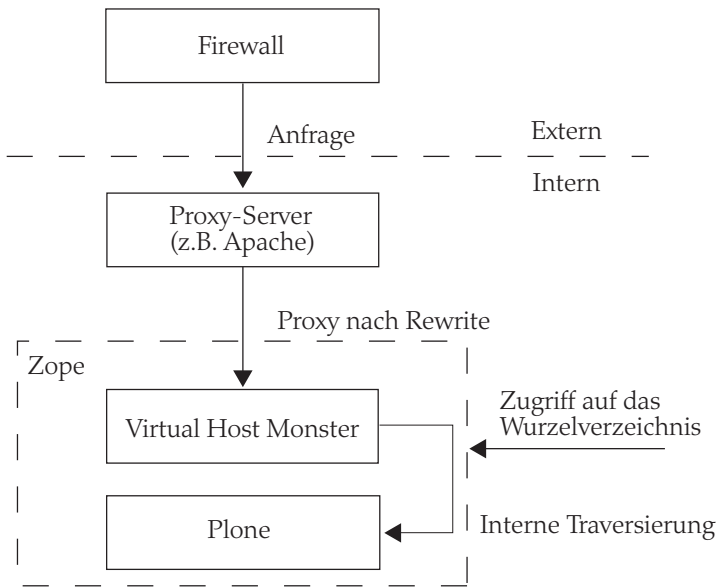 Firewall
Anfrage
Extern
Intern
Proxy-Server
(z.B. Apache)
Proxy nach Rewrite
Zope
Virtual Host Monster
Zugriff auf das
Wurzelverzeichnis
Plone
Interne Traversierung